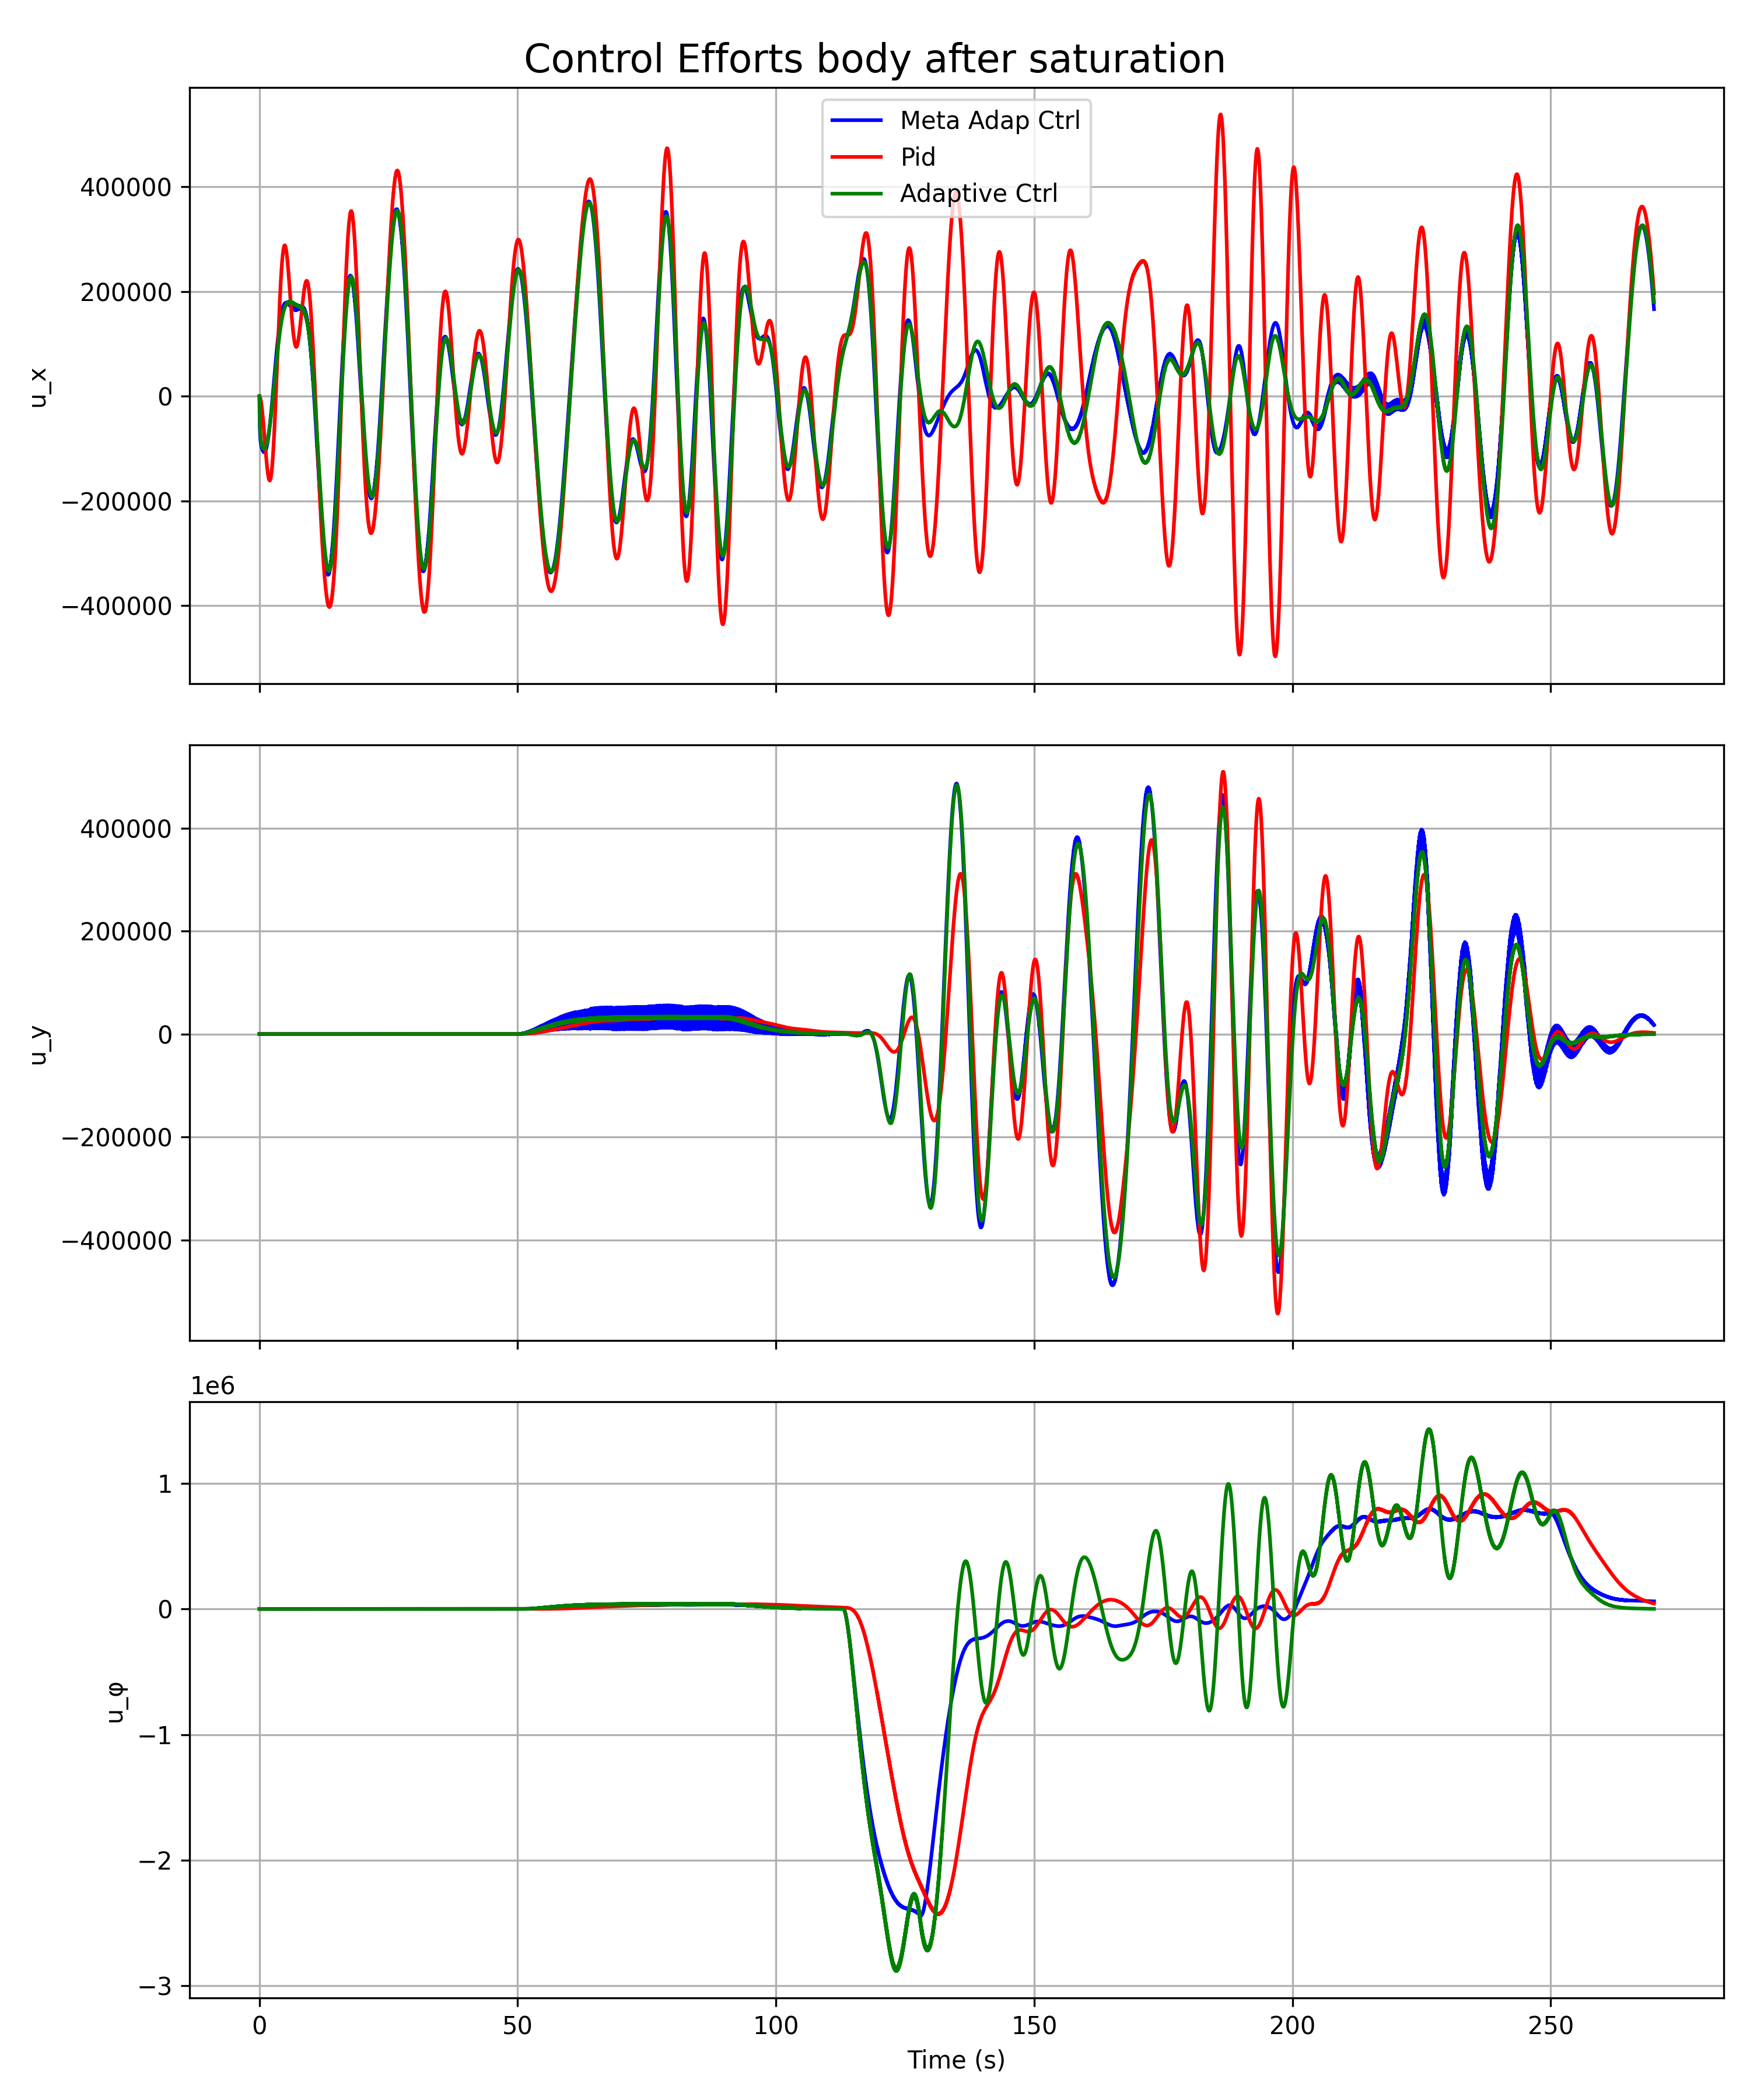 Control Efforts body after saturation
Meta Adap Ctrl
Pid
Adaptive Ctrl
400000
200000
0
−200000
−400000
u_x
400000
200000
0
−200000
−400000
u_y
1e6
1
0
−1
−2
−3
u_φ
0 50 100 150 200 250
Time (s)